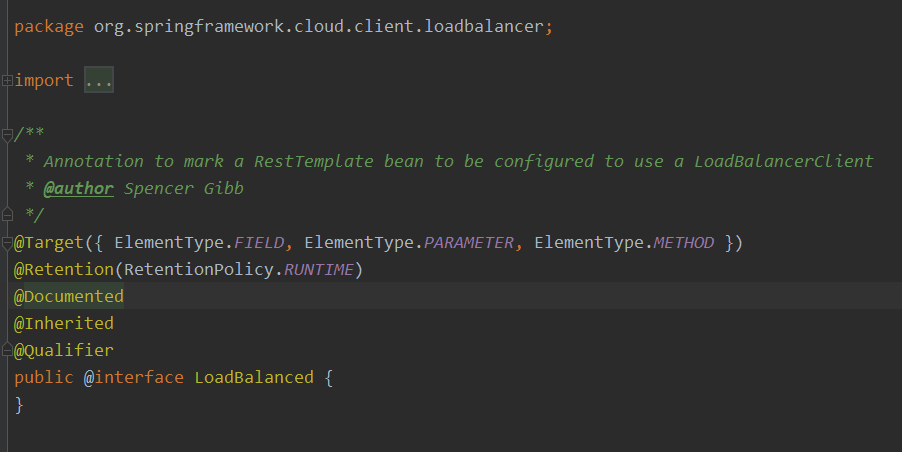 package org.springframework.cloud.client.loadbalancer;
import ...
/**
* Annotation to mark a RestTemplate bean to be configured to use a LoadBalancerClient
* @author Spencer Gibb
*/
@Target({ ElementType.FIELD, ElementType.PARAMETER, ElementType.METHOD })
@Retention(RetentionPolicy.RUNTIME)
@Documented
@Inherited
@Qualifier
public @interface LoadBalanced {
}